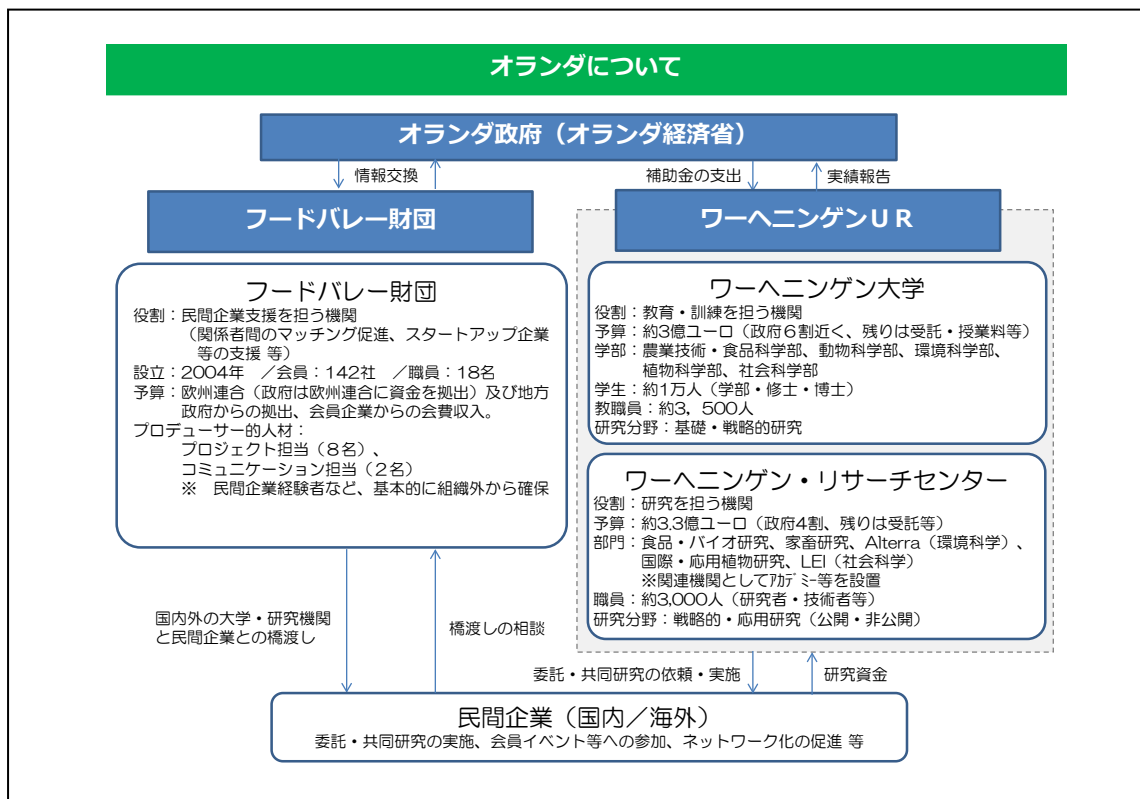 オランダについて
オランダ政府（オランダ経済省）
情報交換
補助金の支出
実績報告
フードバレー財団
ワーヘニンゲンＵＲ
フードバレー財団
役割：民間企業支援を担う機関
（関係者間のマッチング促進、スタートアップ企業
等の支援 等）
設立：2004年　／会員：142社　／職員：18名
予算：欧州連合（政府は欧州連合に資金を拠出）及び地方
政府からの拠出、会員企業からの会費収入。
プロデューサー的人材：
プロジェクト担当（８名）、
コミュニケーション担当（２名）
※　民間企業経験者など、基本的に組織外から確保
ワーヘニンゲン大学
役割：教育・訓練を担う機関
予算：約3億ユーロ（政府６割近く、残りは受託・授業料等）
学部：農業技術・食品科学部、動物科学部、環境科学部、
植物科学部、社会科学部
学生：約1万人（学部・修士・博士）
教職員：約3，500人
研究分野：基礎・戦略的研究
ワーヘニンゲン・リサーチセンター
役割：研究を担う機関
予算：約3.3億ユーロ（政府4割、残りは受託等）
部門：食品・バイオ研究、家畜研究、Alterra（環境科学）、
国際・応用植物研究、LEI（社会科学）
※関連機関としてｱｶﾃﾞﾐｰ等を設置
職員：約3,000人（研究者・技術者等）
研究分野：戦略的・応用研究（公開・非公開）
国内外の大学・研究機関
と民間企業との橋渡し
橋渡しの相談
委託・共同研究の依頼・実施
研究資金
民間企業（国内／海外）
委託・共同研究の実施、会員イベント等への参加、ネットワーク化の促進 等